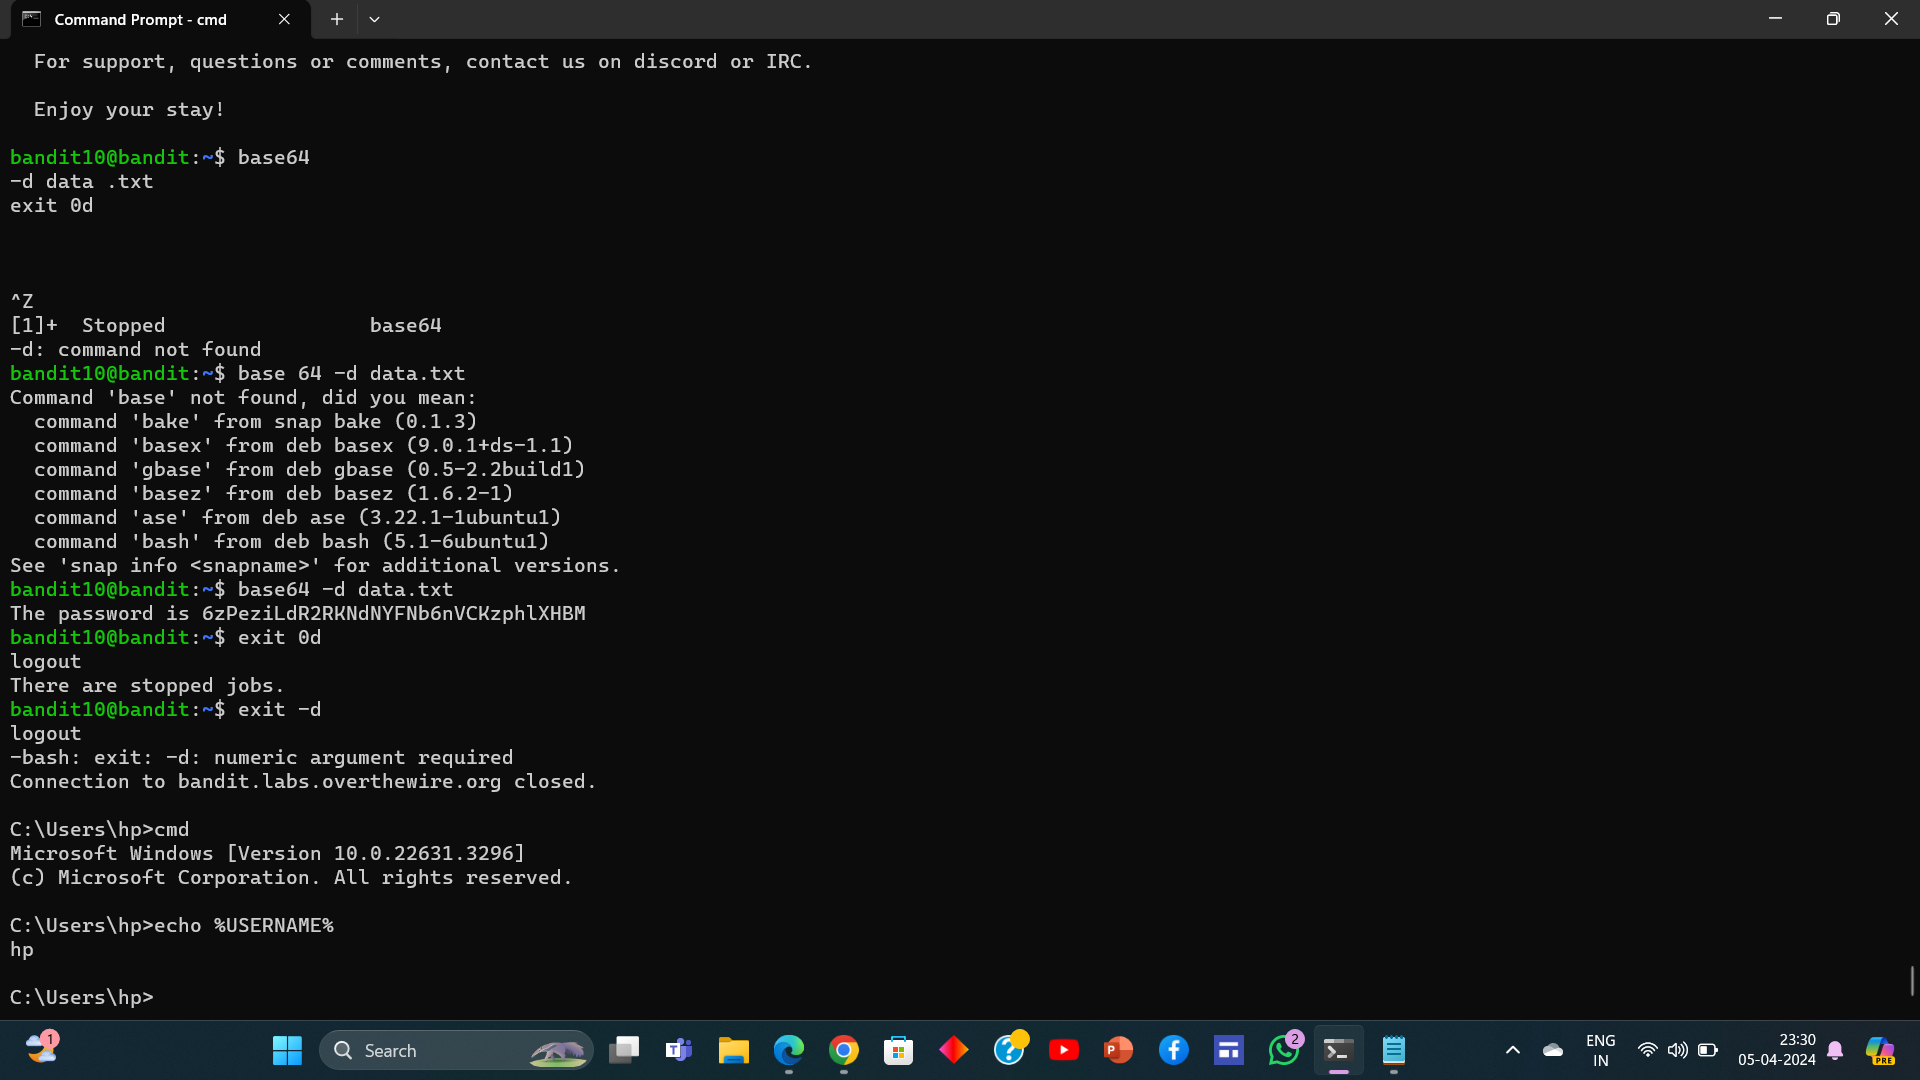 Command Prompt - cmd
For support, questions or comments, contact us on discord or IRC.
Enjoy your stay!
bandit10@bandit:~$ base64
-d data .txt
exit 0d
^Z
[1]+  Stopped                 base64
-d: command not found
bandit10@bandit:~$ base 64 -d data.txt
Command 'base' not found, did you mean:
  command 'bake' from snap bake (0.1.3)
  command 'basex' from deb basex (9.0.1+ds-1.1)
  command 'gbase' from deb gbase (0.5-2.2build1)
  command 'basez' from deb basez (1.6.2-1)
  command 'ase' from deb ase (3.22.1-1ubuntu1)
  command 'bash' from deb bash (5.1-6ubuntu1)
See 'snap info <snapname>' for additional versions.
bandit10@bandit:~$ base64 -d data.txt
The password is 6zPeziLdR2RKNdNYFNb6nVCKzphlXHBM
bandit10@bandit:~$ exit 0d
logout
There are stopped jobs.
bandit10@bandit:~$ exit -d
logout
-bash: exit: -d: numeric argument required
Connection to bandit.labs.overthewire.org closed.
C:\Users\hp>cmd
Microsoft Windows [Version 10.0.22631.3296]
(c) Microsoft Corporation. All rights reserved.
C:\Users\hp>echo %USERNAME%
hp
C:\Users\hp>
1
Search
2
ENG
IN
23:30
05-04-2024
PRE